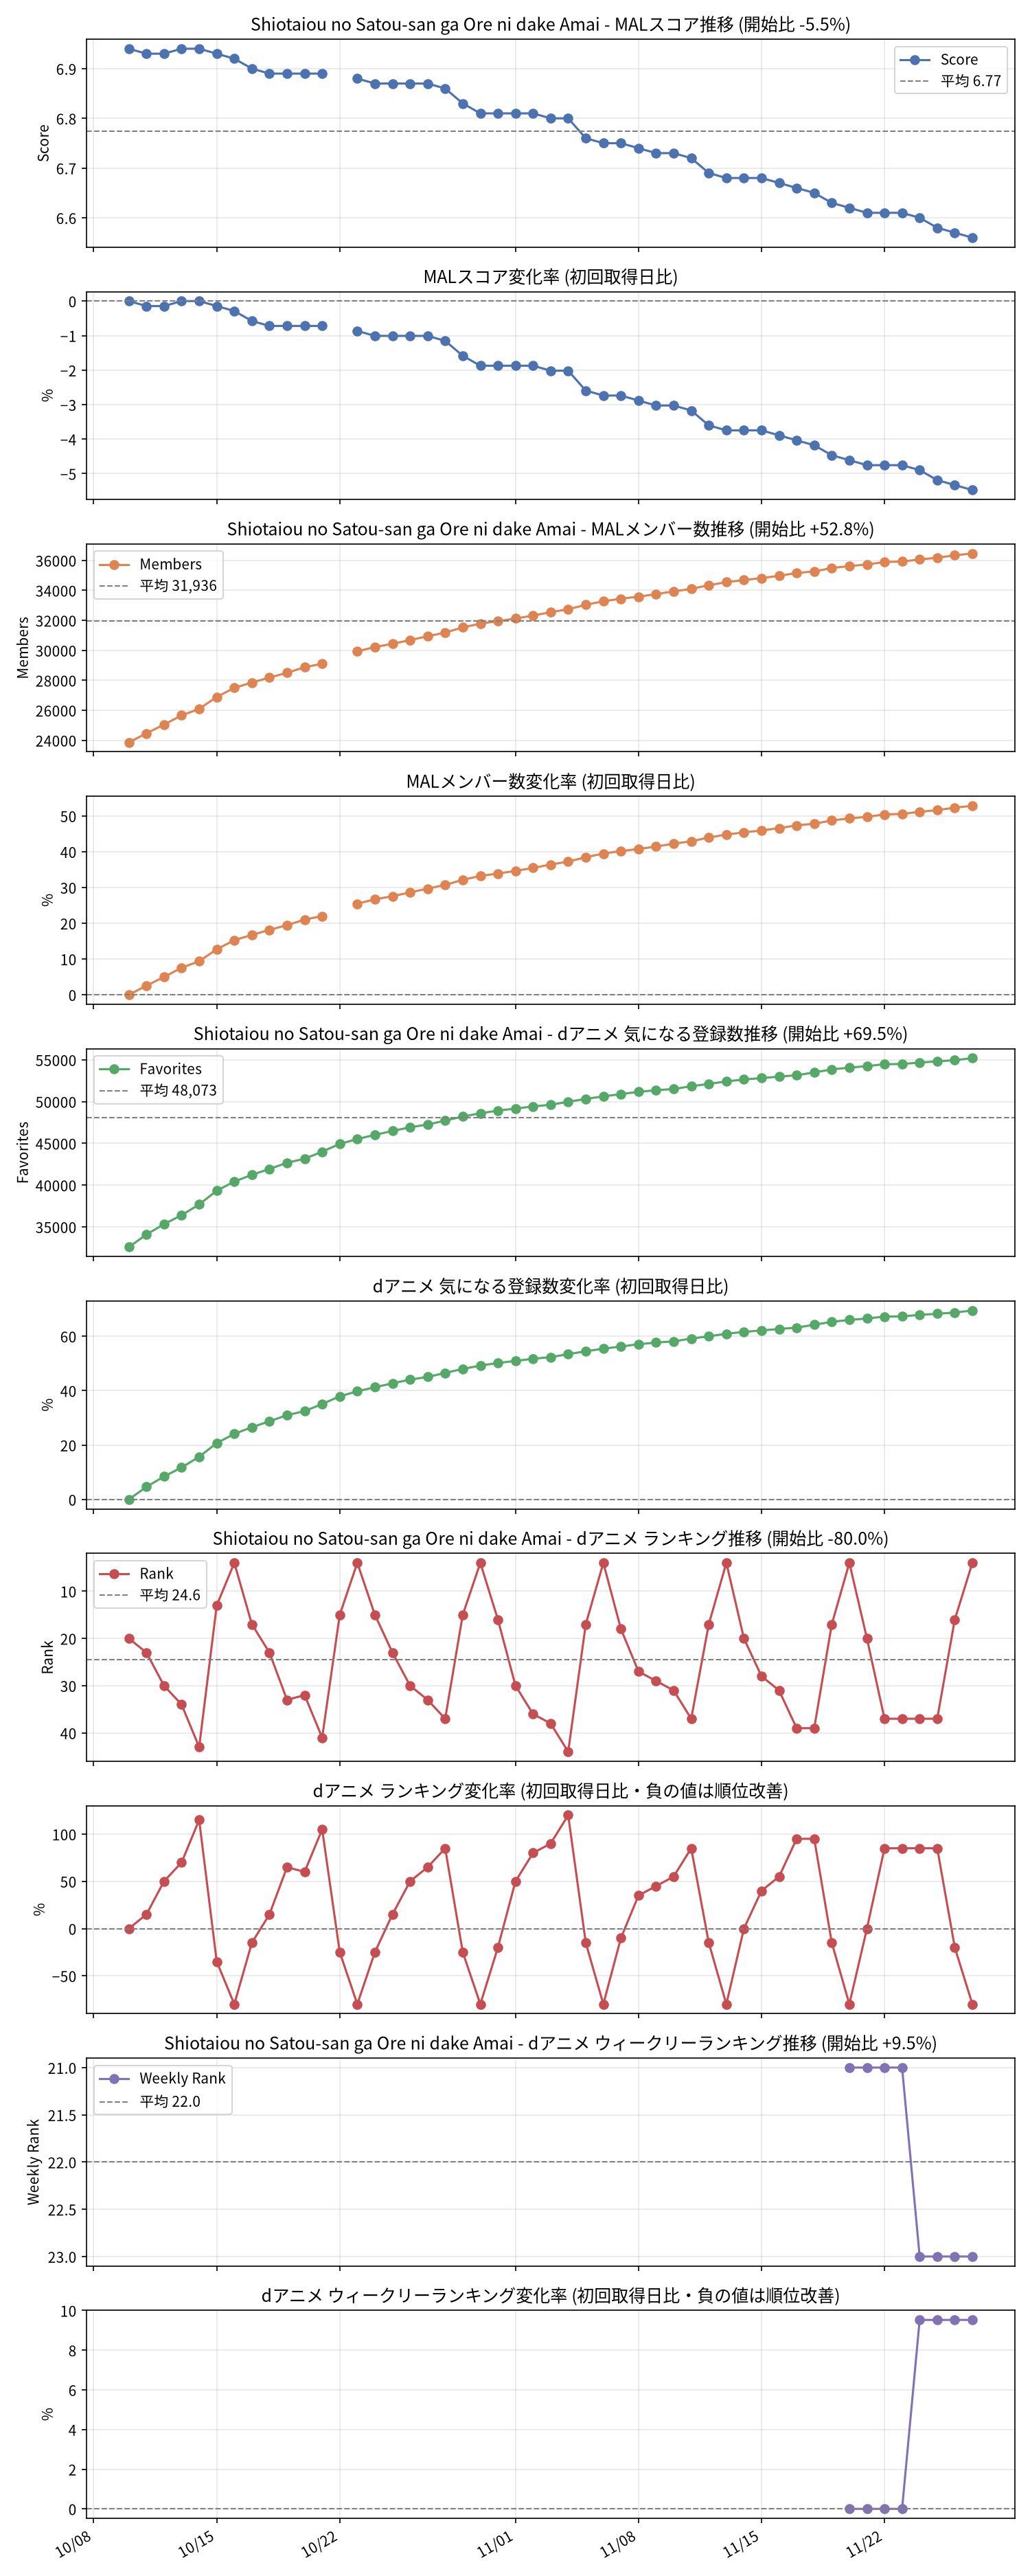 Shiotaiou no Satou-san ga Ore ni dake Amai - MALスコア推移 (開始比 -5.5%)
Score
6.9
6.8
6.7
6.6
Score
平均 6.77
MALスコア変化率 (初回取得日比)
%
0
−1
−2
−3
−4
−5
Shiotaiou no Satou-san ga Ore ni dake Amai - MALメンバー数推移 (開始比 +52.8%)
Members
36000
34000
32000
30000
28000
26000
24000
Members
平均 31,936
MALメンバー数変化率 (初回取得日比)
%
50
40
30
20
10
0
Shiotaiou no Satou-san ga Ore ni dake Amai - dアニメ 気になる登録数推移 (開始比 +69.5%)
Favorites
55000
50000
45000
40000
35000
Favorites
平均 48,073
dアニメ 気になる登録数変化率 (初回取得日比)
%
60
40
20
0
Shiotaiou no Satou-san ga Ore ni dake Amai - dアニメ ランキング推移 (開始比 -80.0%)
Rank
10
20
30
40
Rank
平均 24.6
dアニメ ランキング変化率 (初回取得日比・負の値は順位改善)
%
100
50
0
−50
Shiotaiou no Satou-san ga Ore ni dake Amai - dアニメ ウィークリーランキング推移 (開始比 +9.5%)
Weekly Rank
21.0
21.5
22.0
22.5
23.0
Weekly Rank
平均 22.0
dアニメ ウィークリーランキング変化率 (初回取得日比・負の値は順位改善)
%
10
8
6
4
2
0
10/08
10/15
10/22
11/01
11/08
11/15
11/22